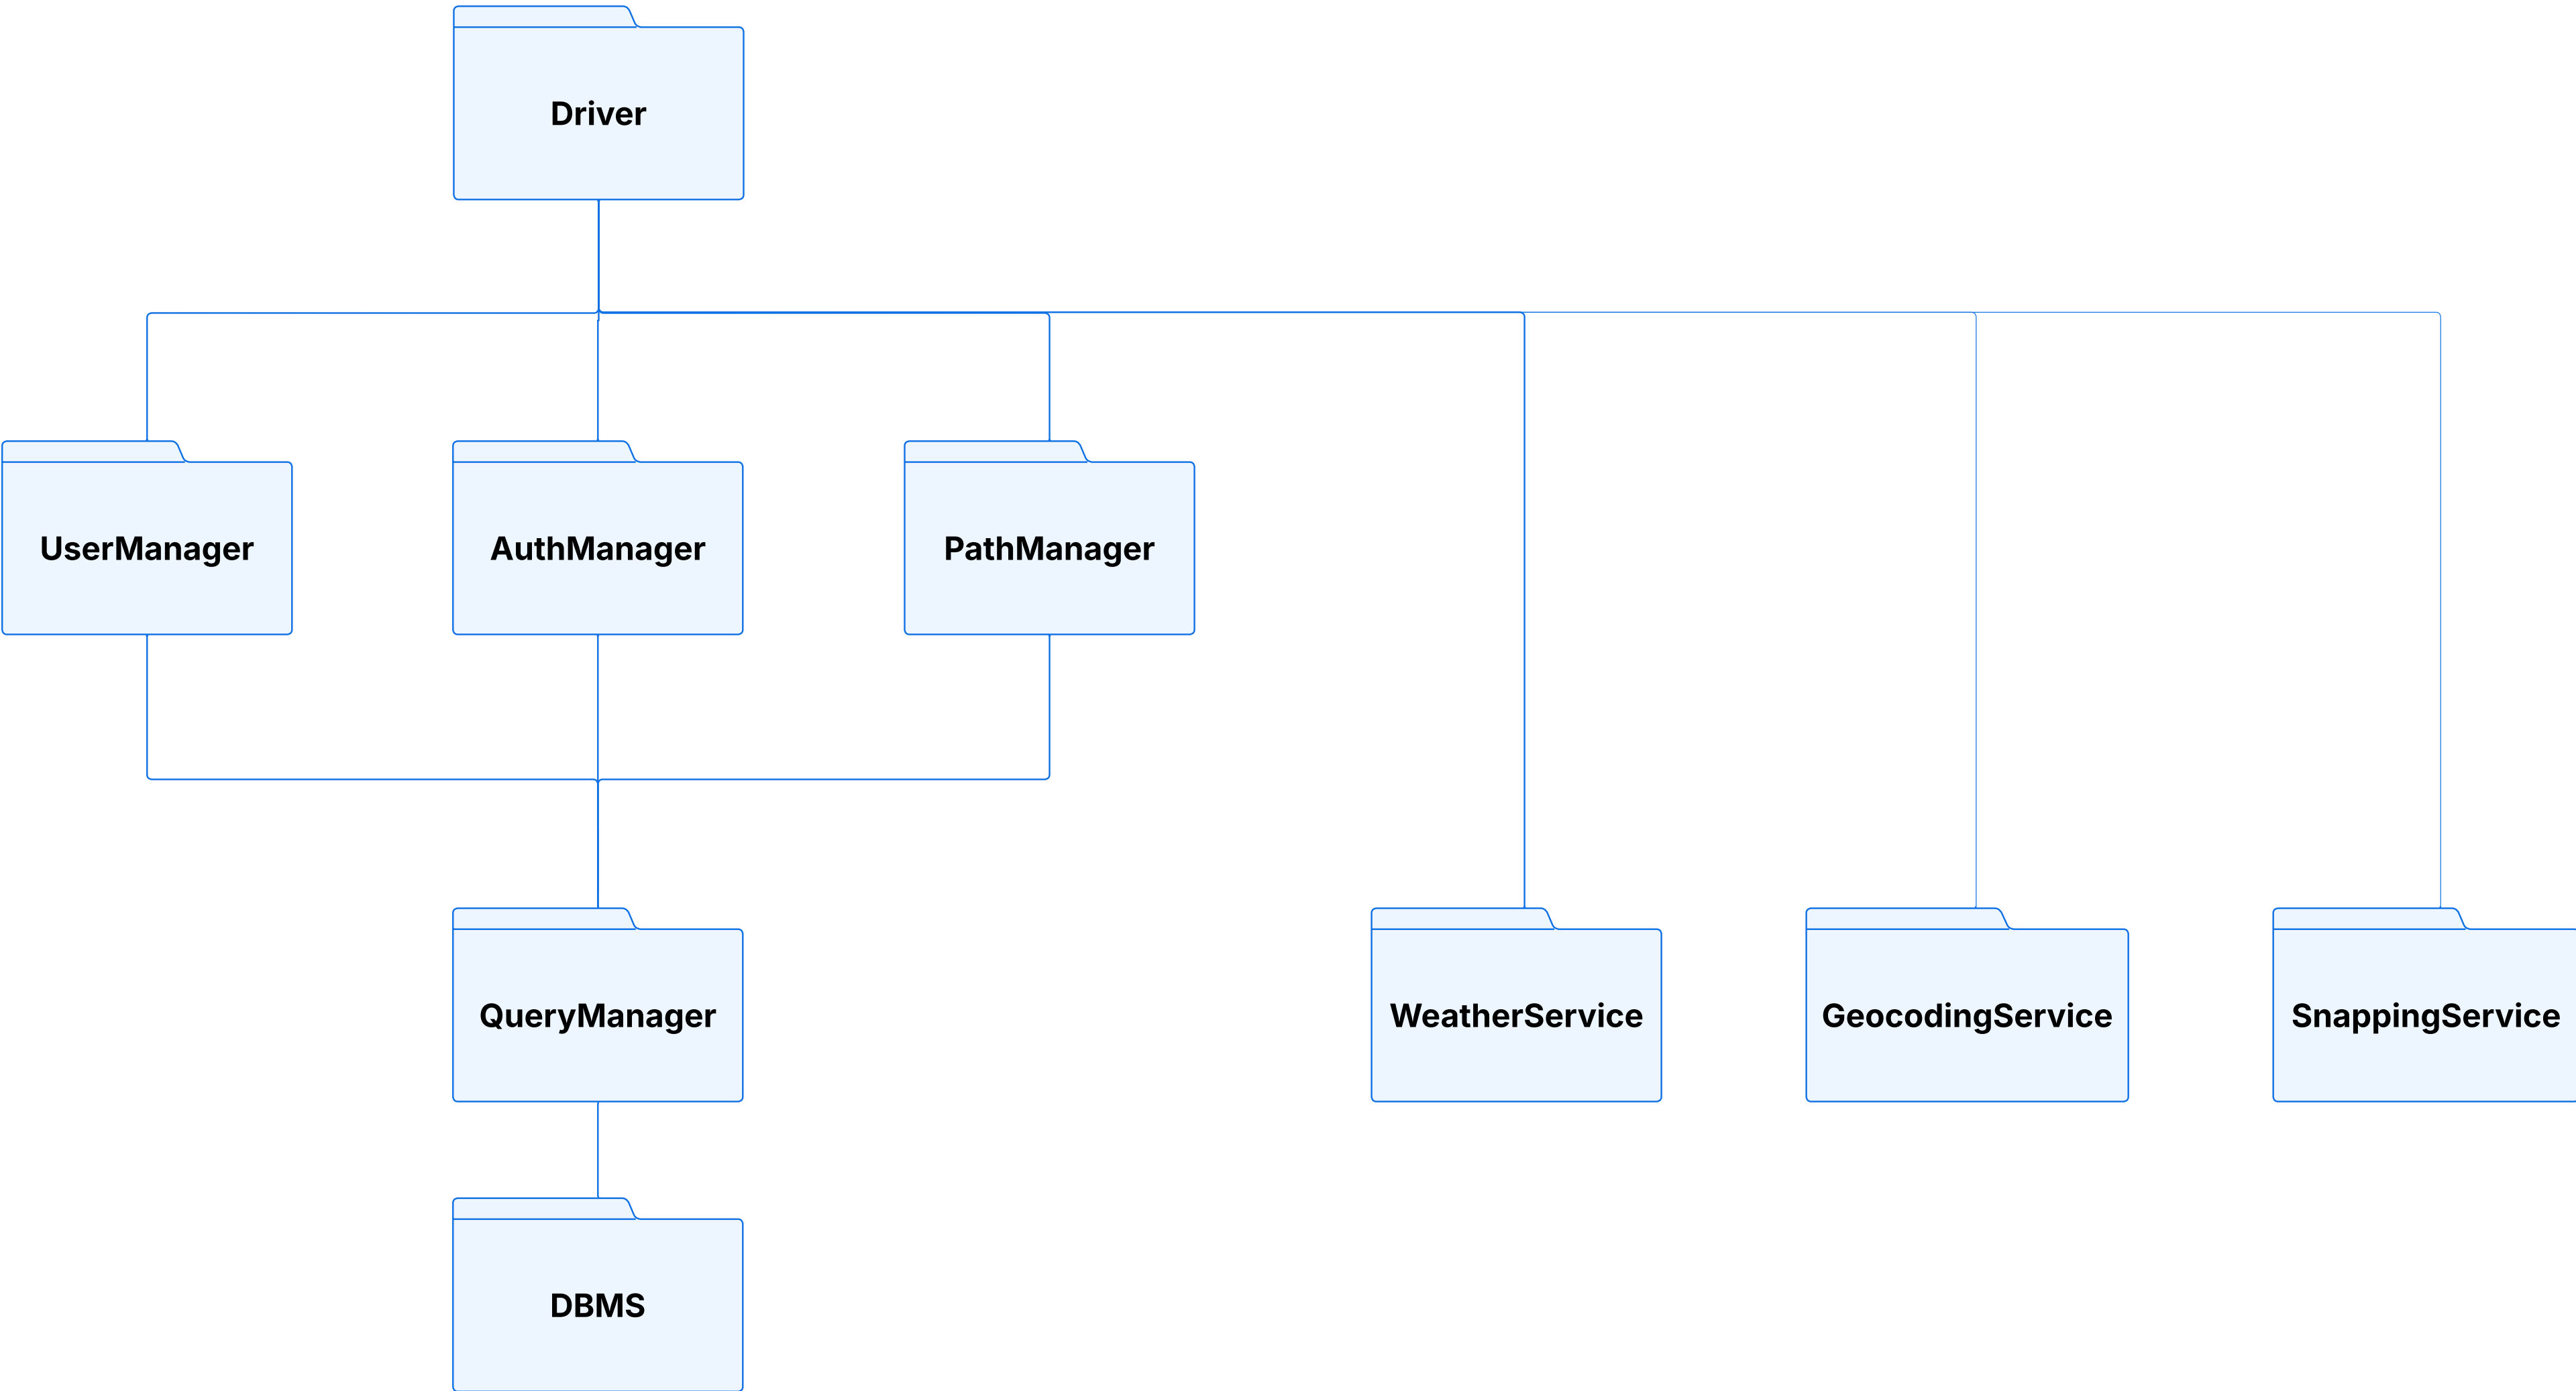 Driver
UserManager
AuthManager
PathManager
QueryManager
WeatherService
GeocodingService
SnappingService
DBMS